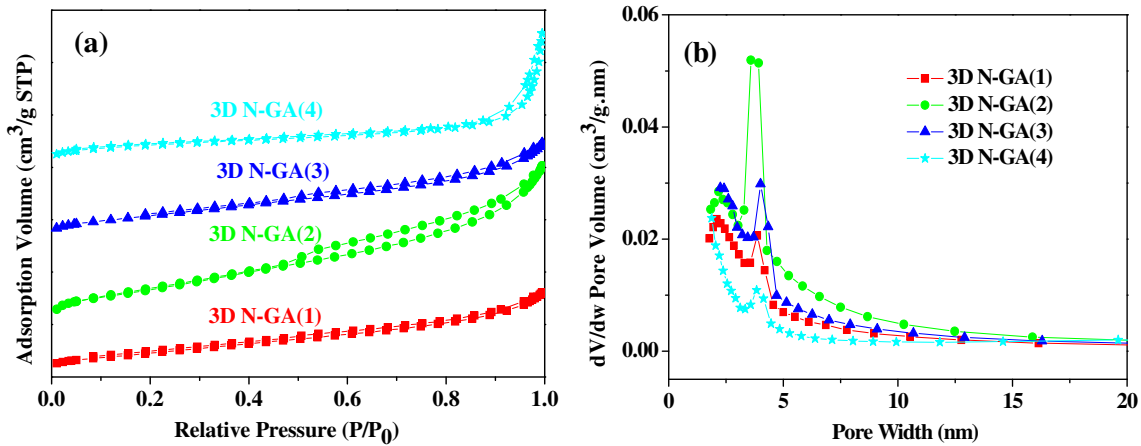 (a)
Adsorption Volume (cm³/g STP)
3D N-GA(4)
3D N-GA(3)
3D N-GA(2)
3D N-GA(1)
0.0 0.2 0.4 0.6 0.8 1.0
Relative Pressure (P/P₀)
(b)
dV/dw Pore Volume (cm³/g.nm)
0.06
0.04
0.02
0.00
3D N-GA(1)
3D N-GA(2)
3D N-GA(3)
3D N-GA(4)
0 5 10 15 20
Pore Width (nm)